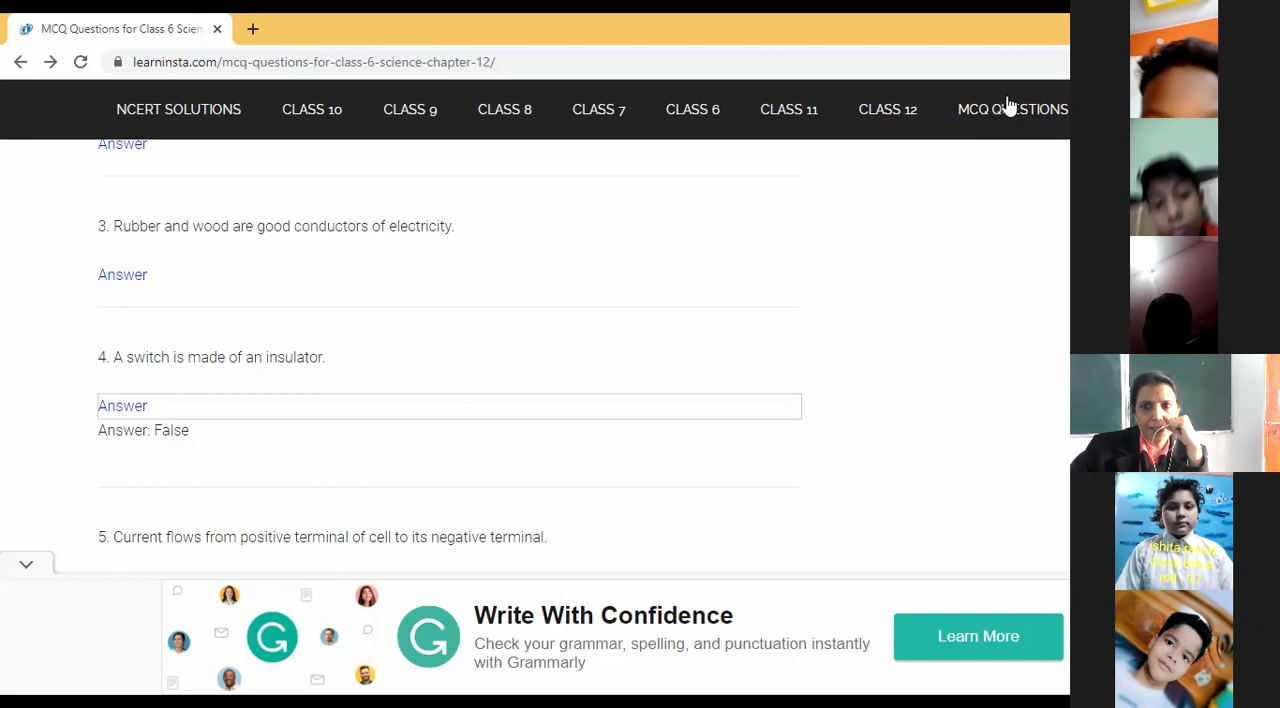 MCQ Questions for Class 6 Scien
learninsta.com/mcq-questions-for-class-6-science-chapter-12/
NCERT SOLUTIONS CLASS 10 CLASS 9 CLASS 8 CLASS 7 CLASS 6 CLASS 11 CLASS 12 MCQ QUESTIONS
Answer
3. Rubber and wood are good conductors of electricity.
Answer
4. A switch is made of an insulator.
Answer
Answer: False
5. Current flows from positive terminal of cell to its negative terminal.
Write With Confidence
Check your grammar, spelling, and punctuation instantly
with Grammarly
Learn More
ishita
roll